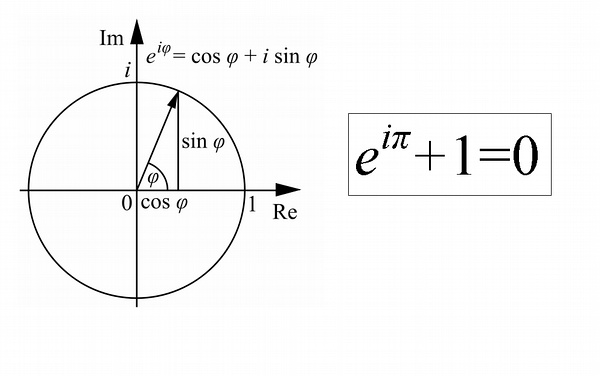 Im
e^{iφ} = cos φ + i sin φ
i
sin φ
φ
0 cos φ 1
Re
e^{iπ}+1=0